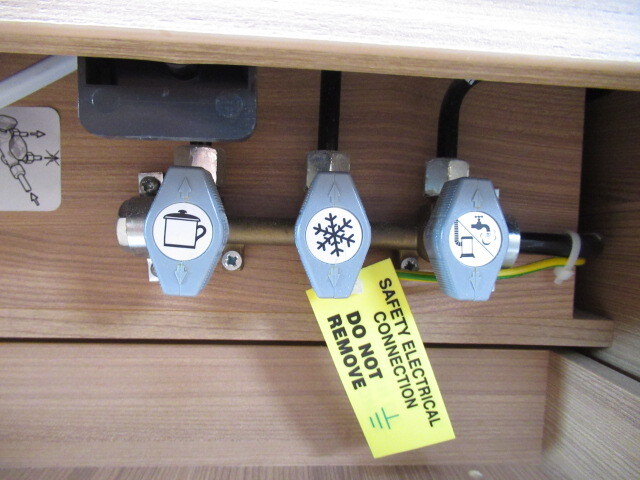 SAFETY ELECTRICAL
CONNECTION
DO NOT
REMOVE